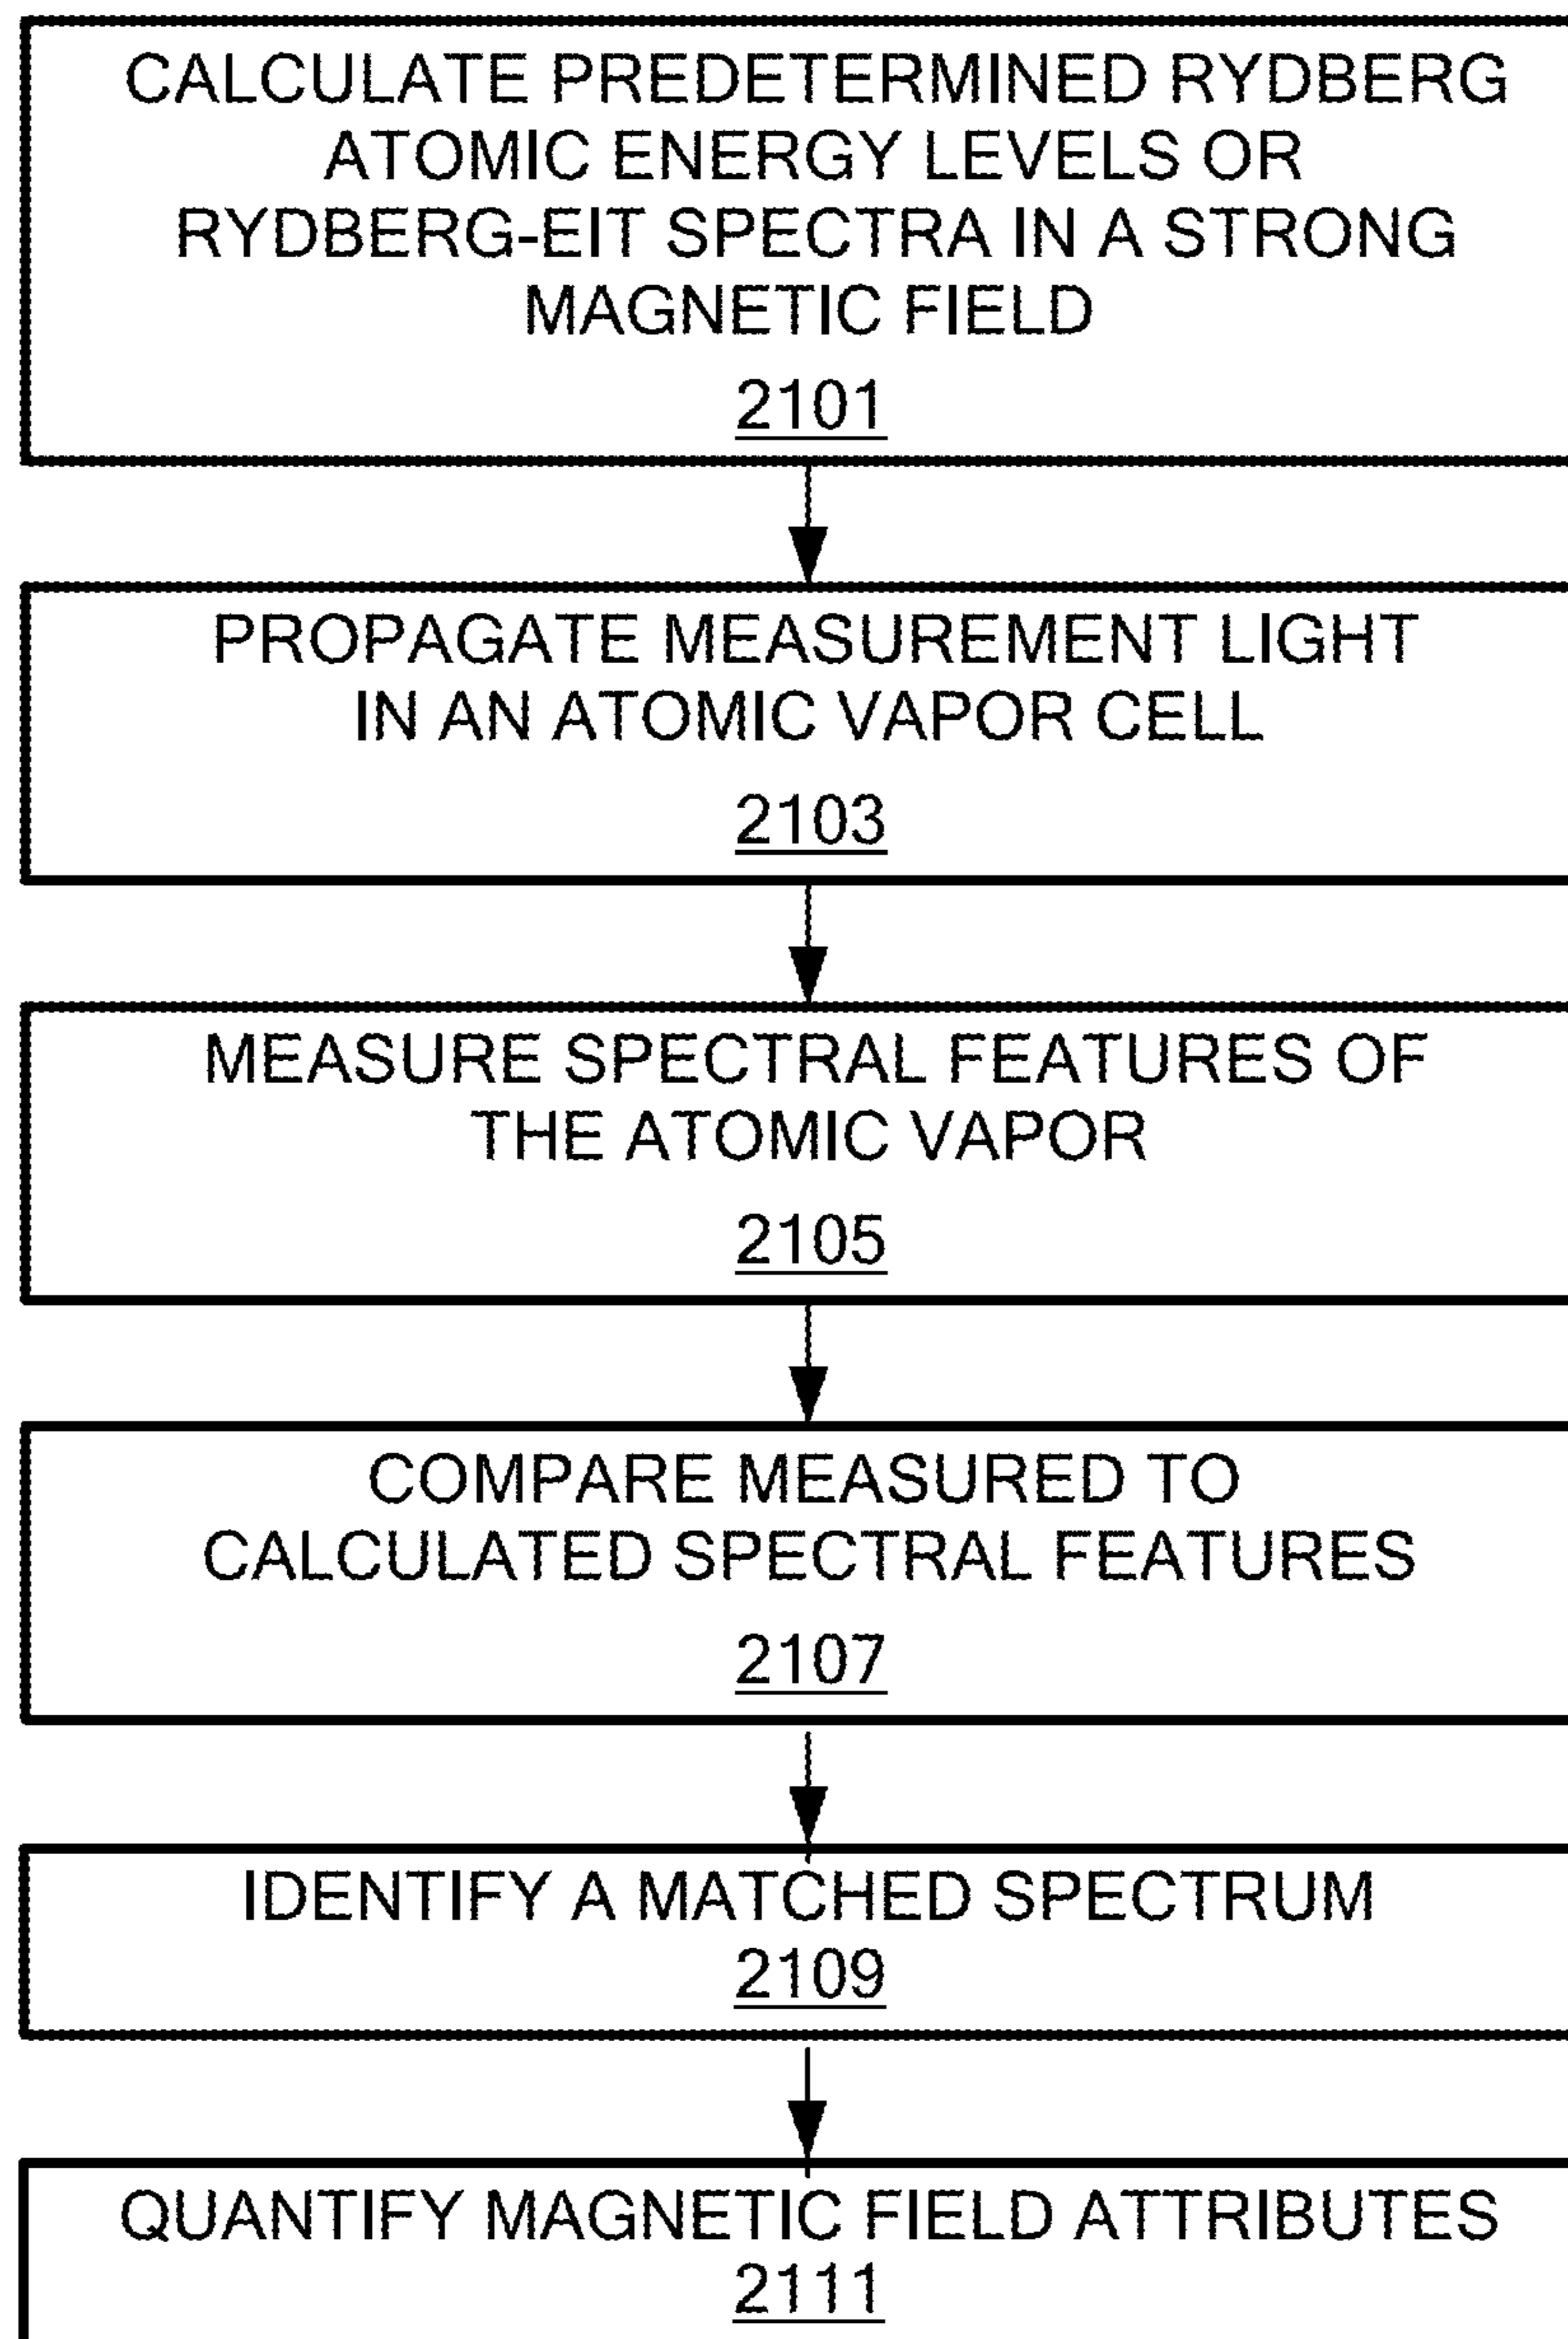 CALCULATE PREDETERMINED RYDBERG
ATOMIC ENERGY LEVELS OR
RYDBERG-EIT SPECTRA IN A STRONG
MAGNETIC FIELD
2101
PROPAGATE MEASUREMENT LIGHT
IN AN ATOMIC VAPOR CELL
2103
MEASURE SPECTRAL FEATURES OF
THE ATOMIC VAPOR
2105
COMPARE MEASURED TO
CALCULATED SPECTRAL FEATURES
2107
IDENTIFY A MATCHED SPECTRUM
2109
QUANTIFY MAGNETIC FIELD ATTRIBUTES
2111